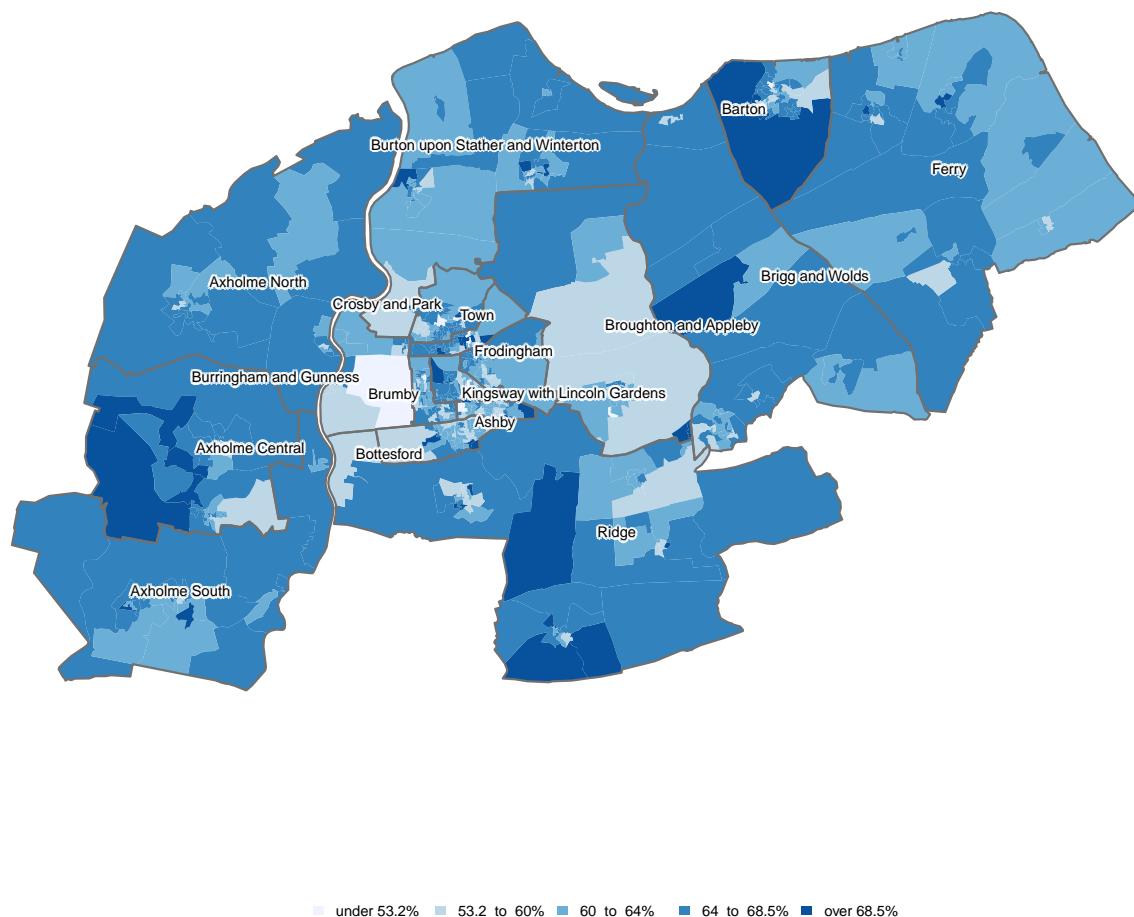 Barton
Burton upon Stather and Winterton
Ferry
Brigg and Wolds
Axholme North
Crosby and Park
Town
Broughton and Appleby
Frodingham
Burringham and Gunness
Brumby
Kingsway with Lincoln Gardens
Ashby
Axholme Central
Bottesford
Ridge
Axholme South
under 53.2% 53.2 to 60% 60 to 64% 64 to 68.5% over 68.5%